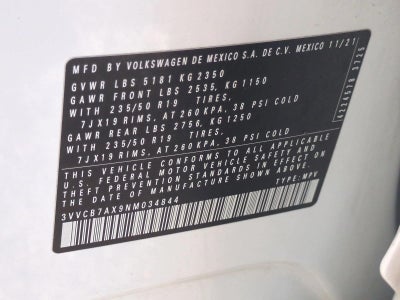 MFD BY VOLKSWAGEN DE MEXICO S.A. DE C.V. MEXICO 11/21
GVWR LBS 5181 KG 2350
GAWR FRONT LBS 2535, KG 1150
WITH 235/50 R19 TIRES.
7JX19 RIMS, AT 260 KPA, 38 PSI COLD
GAWR REAR LBS 2756, KG 1250
WITH 235/50 R19 TIRES.
7JX19 RIMS, AT 260 KPA, 38 PSI COLD
THIS VEHICLE CONFORMS TO ALL APPLICABLE
U.S. FEDERAL MOTOR VEHICLE SAFETY AND
THEFT PREVENTION STANDARDS IN EFFECT ON
THE DATE OF MANUFACTURE SHOWN ABOVE.
TYPE: MPV
3VVCB7AX9NM034844